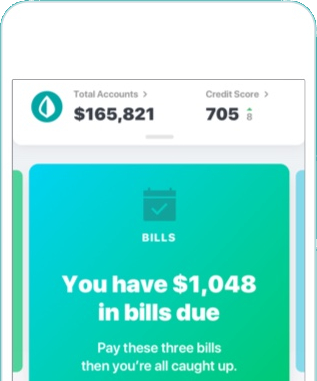 Total Accounts > Credit Score >
$165,821 705 8
BILLS
You have $1,048
in bills due
Pay these three bills
then you're all caught up.